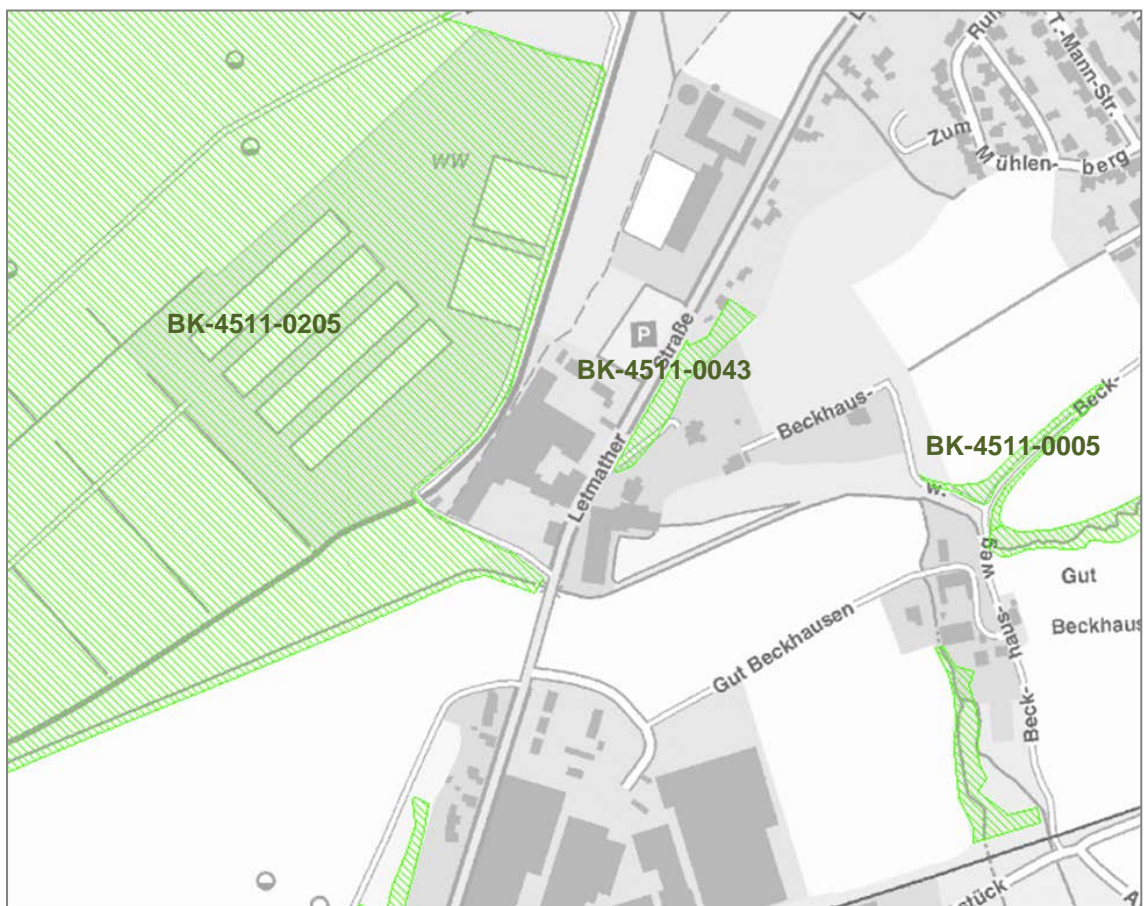 T.-Mann-Str.
Zum
Mühlen-
berg
WW
BK-4511-0205
P
Straße
BK-4511-0043
Beckhaus-
Beck-
BK-4511-0005
Letmather
w.
weg
Gut
Beckhaus
haus-
Gut Beckhausen
Beck-
stück